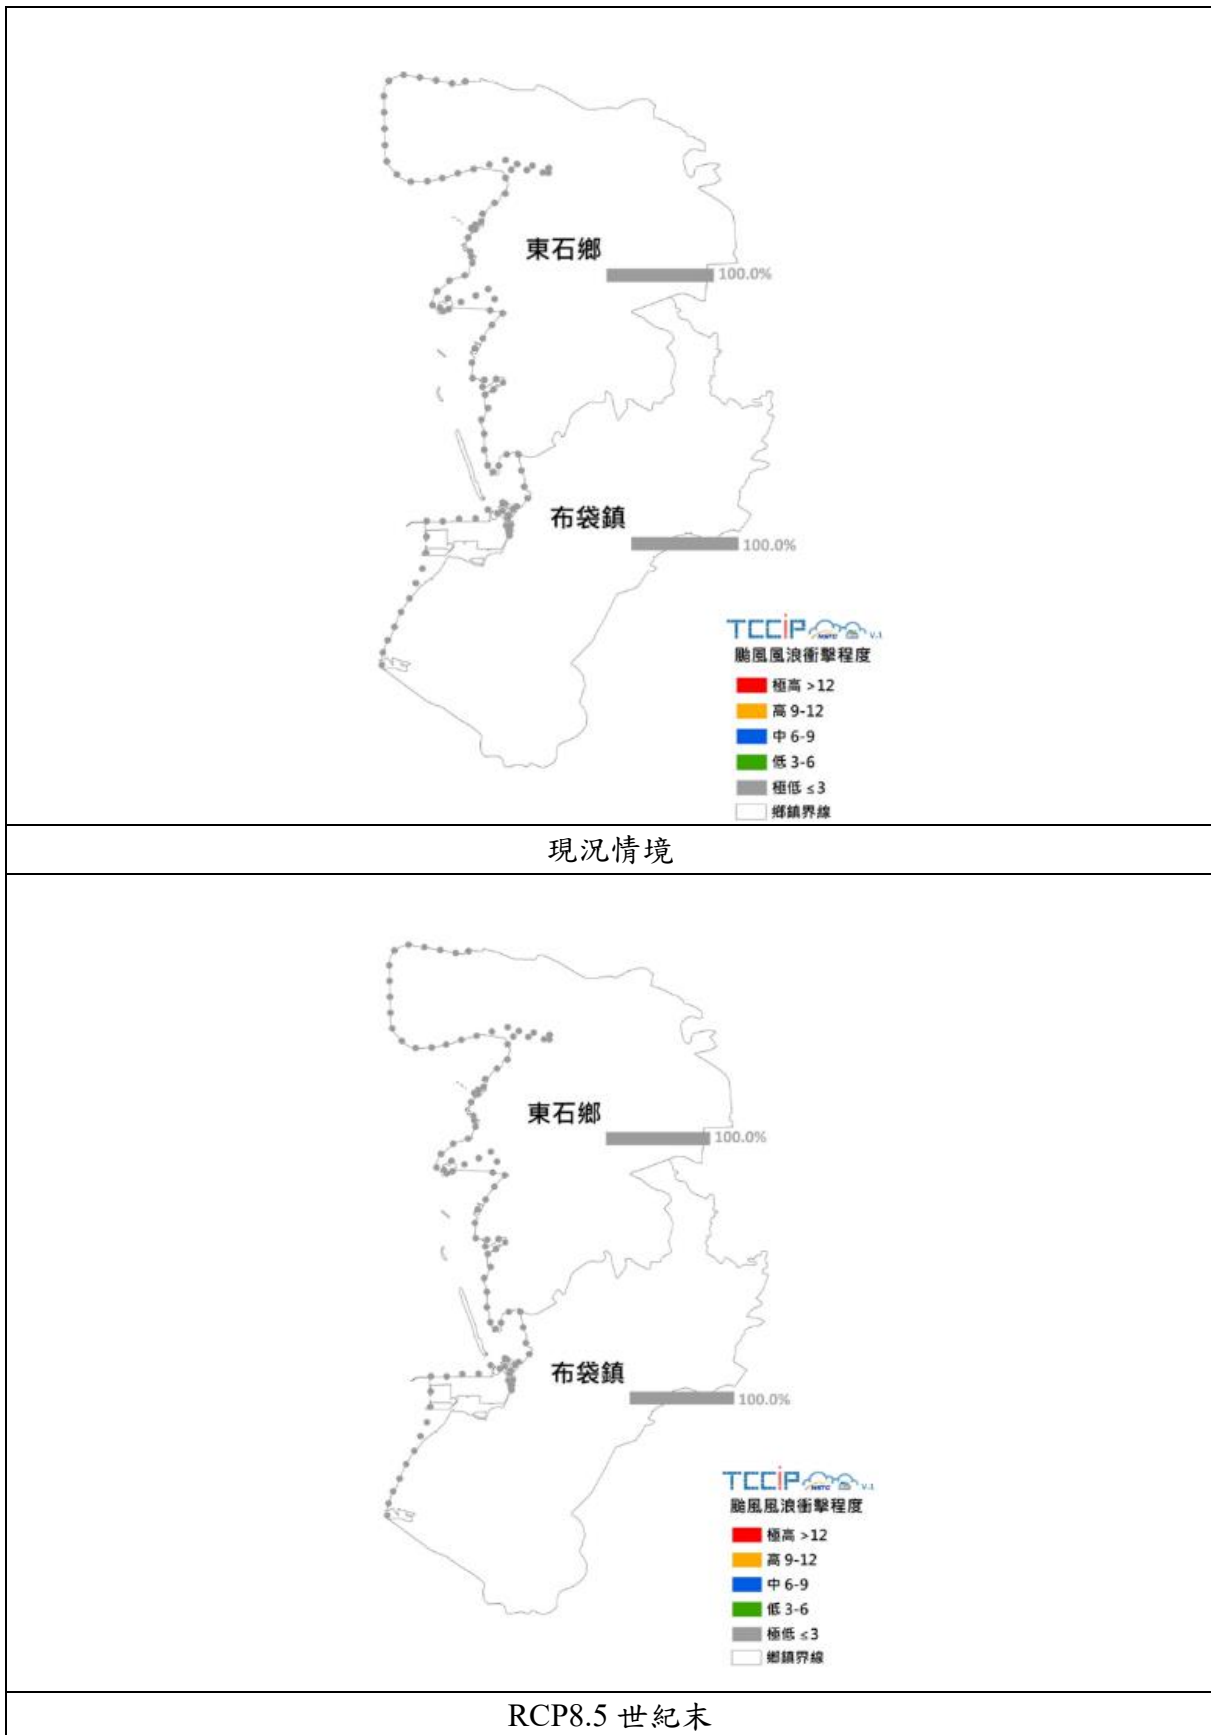 東石鄉
100.0%
布袋鎮
100.0%
TCCiP NSTC V.1
颱風風浪衝擊程度
極高 >12
高 9-12
中 6-9
低 3-6
極低 ≤3
鄉鎮界線
現況情境
東石鄉
100.0%
布袋鎮
100.0%
TCCiP NSTC V.1
颱風風浪衝擊程度
極高 >12
高 9-12
中 6-9
低 3-6
極低 ≤3
鄉鎮界線
RCP8.5 世紀末